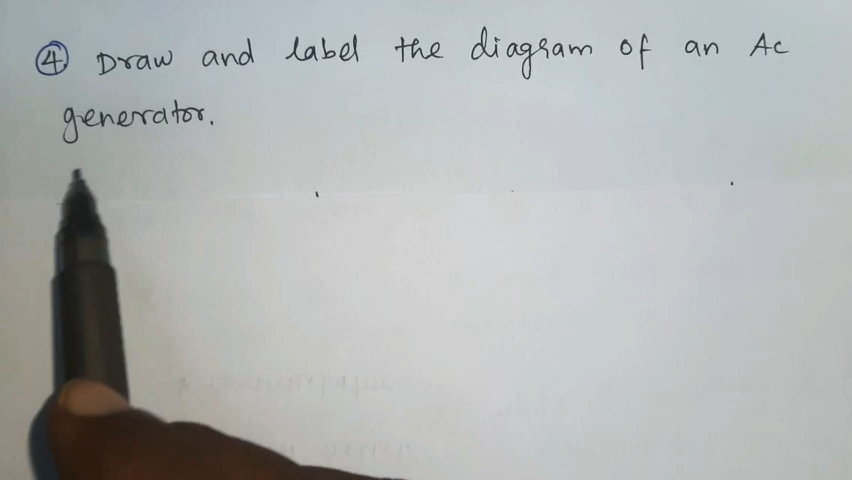 ④ Draw and label the diagram of an Ac
generator.